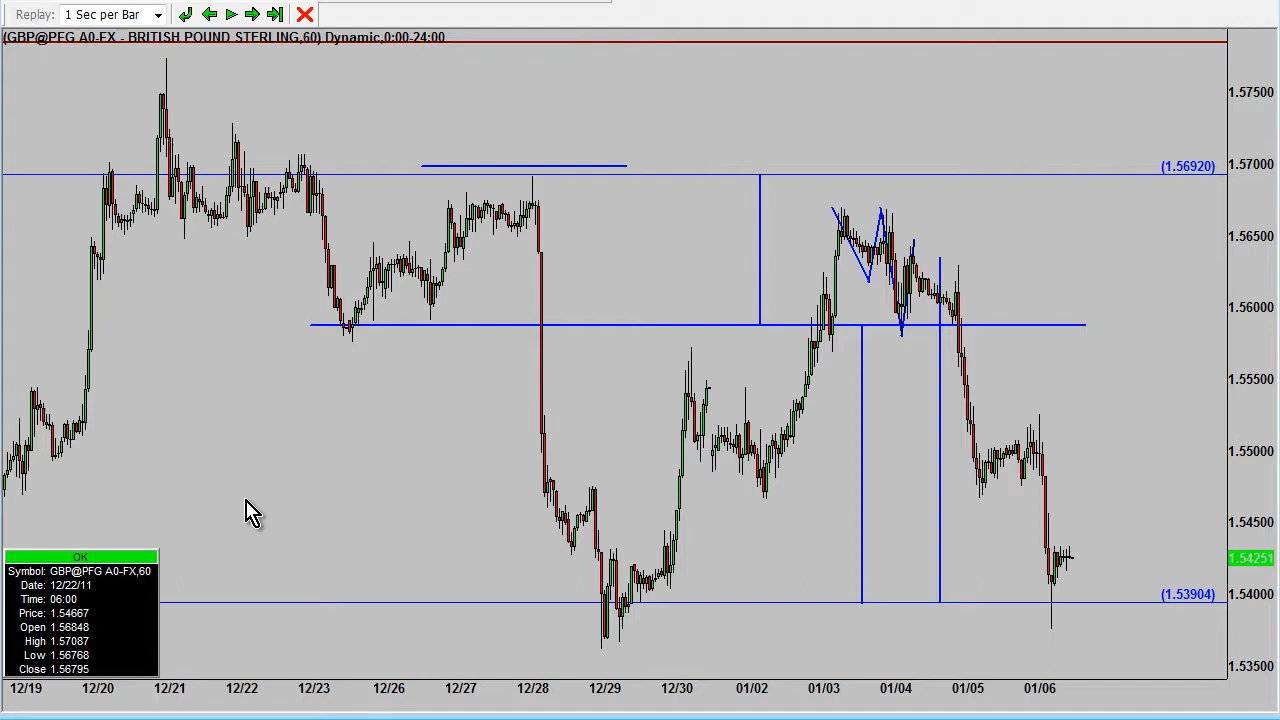 Replay: 1 Sec per Bar
(GBP@PFG A0-FX - BRITISH POUND STERLING,60) Dynamic,0:00-24:00
1.57500
(1.56920)
1.57000
1.56500
1.56000
1.55500
1.55000
1.54500
1.54251
(1.53904)
1.54000
1.53500
OK
Symbol: GBP@PFG A0-FX,60
Date: 12/22/11
Time: 06:00
Price: 1.54667
Open 1.56848
High 1.57087
Low 1.56768
Close 1.56795
12/19 12/20 12/21 12/22 12/23 12/26 12/27 12/28 12/29 12/30 01/02 01/03 01/04 01/05 01/06